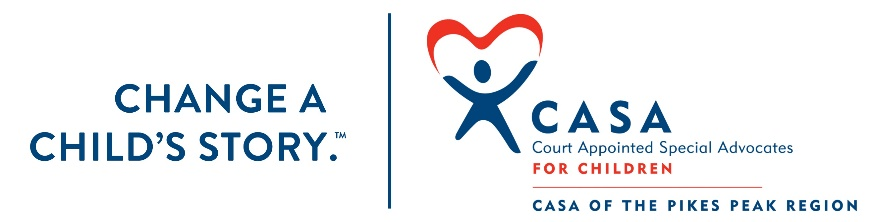 CHANGE A
CHILD'S STORY.™
CASA
Court Appointed Special Advocates
FOR CHILDREN
CASA OF THE PIKES PEAK REGION